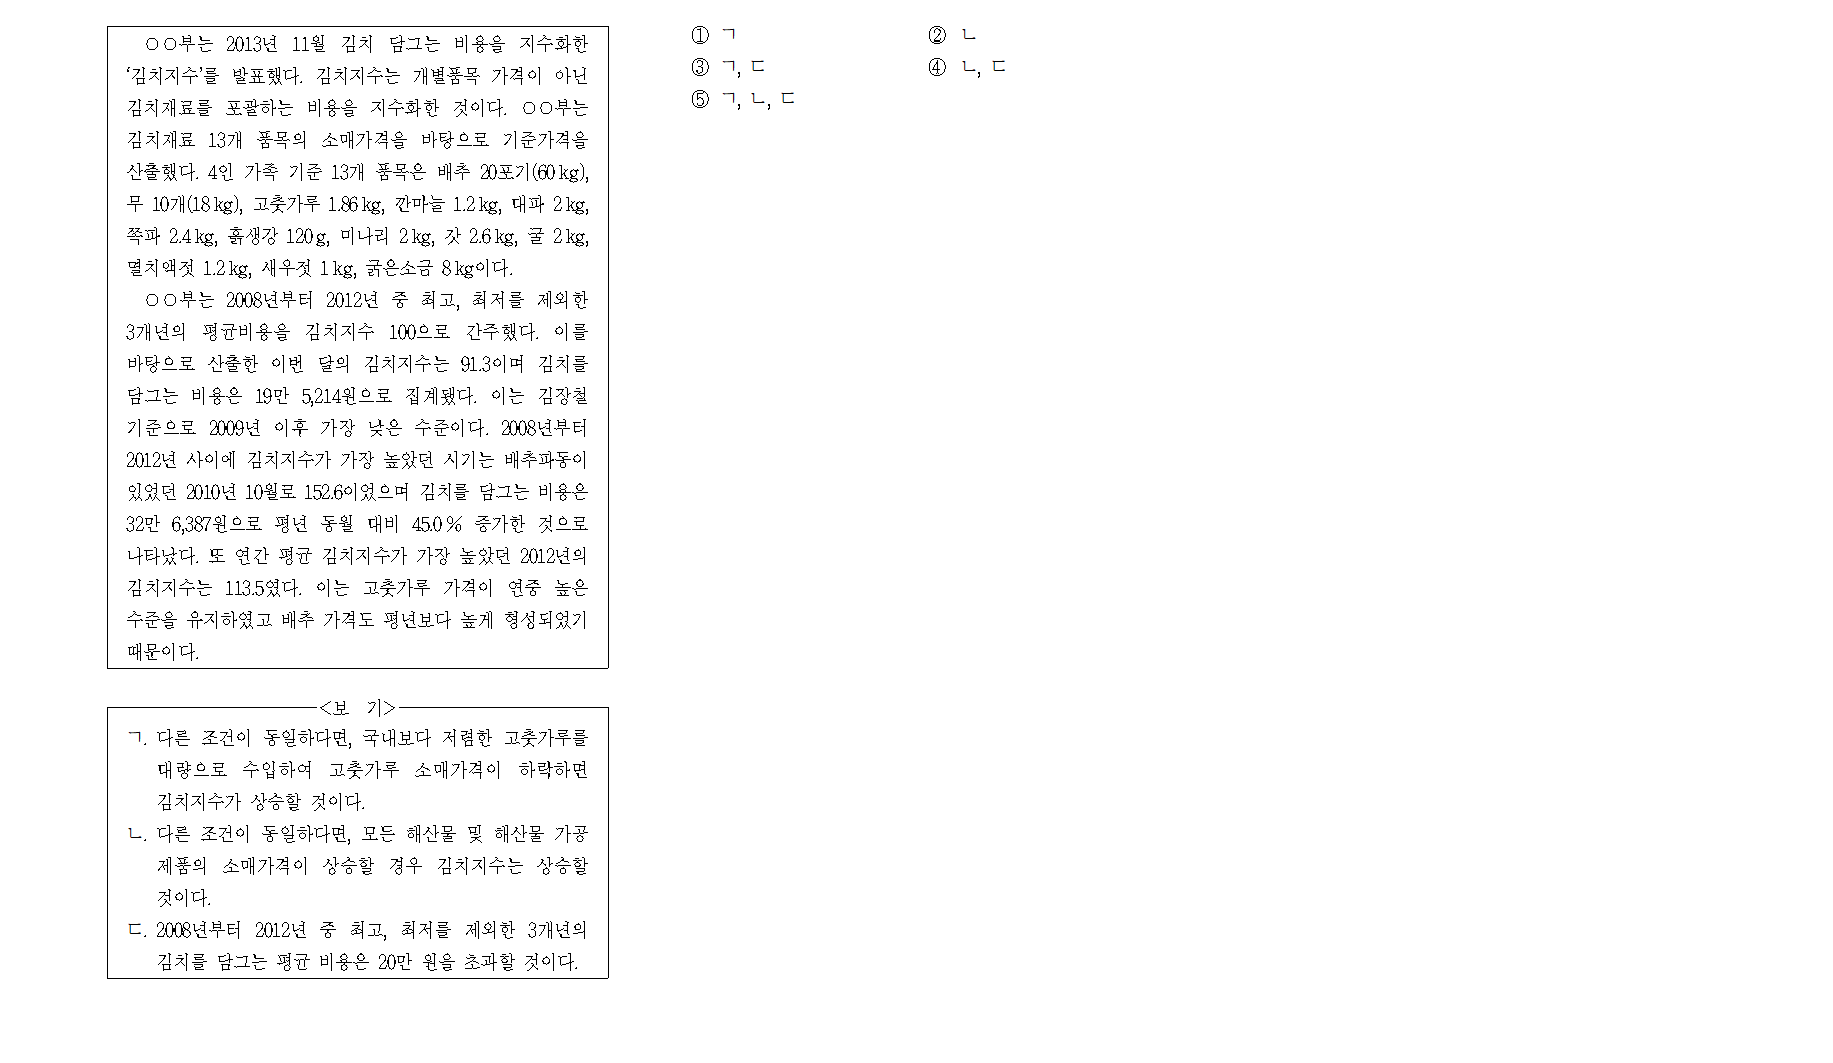 ○○부는 2013년 11월 김치 담그는 비용을 지수화한
‘김치지수’를 발표했다. 김치지수는 개별품목 가격이 아닌
김치재료를 포괄하는 비용을 지수화한 것이다. ○○부는
김치재료 13개 품목의 소매가격을 바탕으로 기준가격을
산출했다. 4인 가족 기준 13개 품목은 배추 20포기(60 kg),
무 10개(18 kg), 고춧가루 1.86 kg, 깐마늘 1.2 kg, 대파 2 kg,
쪽파 2.4 kg, 흙생강 120 g, 미나리 2 kg, 갓 2.6 kg, 굴 2 kg,
멸치액젓 1.2 kg, 새우젓 1 kg, 굵은소금 8 kg이다.
○○부는 2008년부터 2012년 중 최고, 최저를 제외한
3개년의 평균비용을 김치지수 100으로 간주했다. 이를
바탕으로 산출한 이번 달의 김치지수는 91.3이며 김치를
담그는 비용은 19만 5,214원으로 집계됐다. 이는 김장철
기준으로 2009년 이후 가장 낮은 수준이다. 2008년부터
2012년 사이에 김치지수가 가장 높았던 시기는 배추파동이
있었던 2010년 10월로 152.6이었으며 김치를 담그는 비용은
32만 6,387원으로 평년 동월 대비 45.0 % 증가한 것으로
나타났다. 또 연간 평균 김치지수가 가장 높았던 2012년의
김치지수는 113.5였다. 이는 고춧가루 가격이 연중 높은
수준을 유지하였고 배추 가격도 평년보다 높게 형성되었기
때문이다.
<보 기>
ㄱ. 다른 조건이 동일하다면, 국내보다 저렴한 고춧가루를
대량으로 수입하여 고춧가루 소매가격이 하락하면
김치지수가 상승할 것이다.
ㄴ. 다른 조건이 동일하다면, 모든 해산물 및 해산물 가공
제품의 소매가격이 상승할 경우 김치지수는 상승할
것이다.
ㄷ. 2008년부터 2012년 중 최고, 최저를 제외한 3개년의
김치를 담그는 평균 비용은 20만 원을 초과할 것이다.
① ㄱ ② ㄴ
③ ㄱ, ㄷ ④ ㄴ, ㄷ
⑤ ㄱ, ㄴ, ㄷ